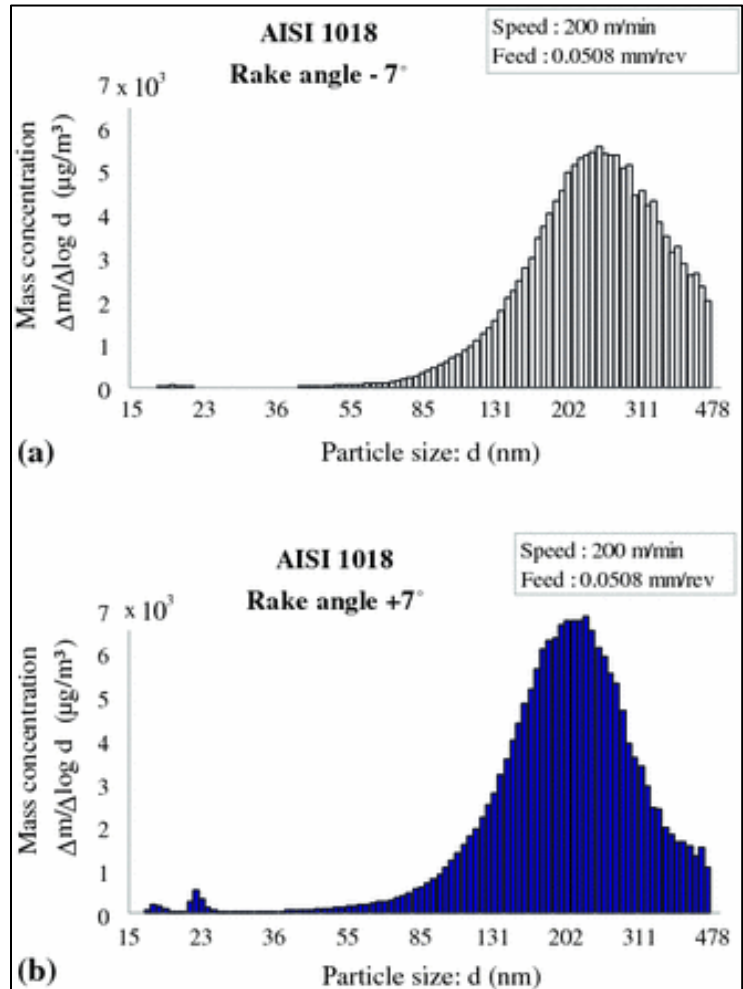 AISI 1018
Rake angle - 7°
Speed : 200 m/min
Feed : 0.0508 mm/rev
7 x 10³
6
5
4
3
2
1
0
Mass concentration
Δm/Δlog d (µg/m³)
15 23 36 55 85 131 202 311 478
(a)
Particle size: d (nm)
AISI 1018
Rake angle +7°
Speed : 200 m/min
Feed : 0.0508 mm/rev
7 x 10³
6
5
4
3
2
1
0
Mass concentration
Δm/Δlog d (µg/m³)
15 23 36 55 85 131 202 311 478
(b)
Particle size: d (nm)